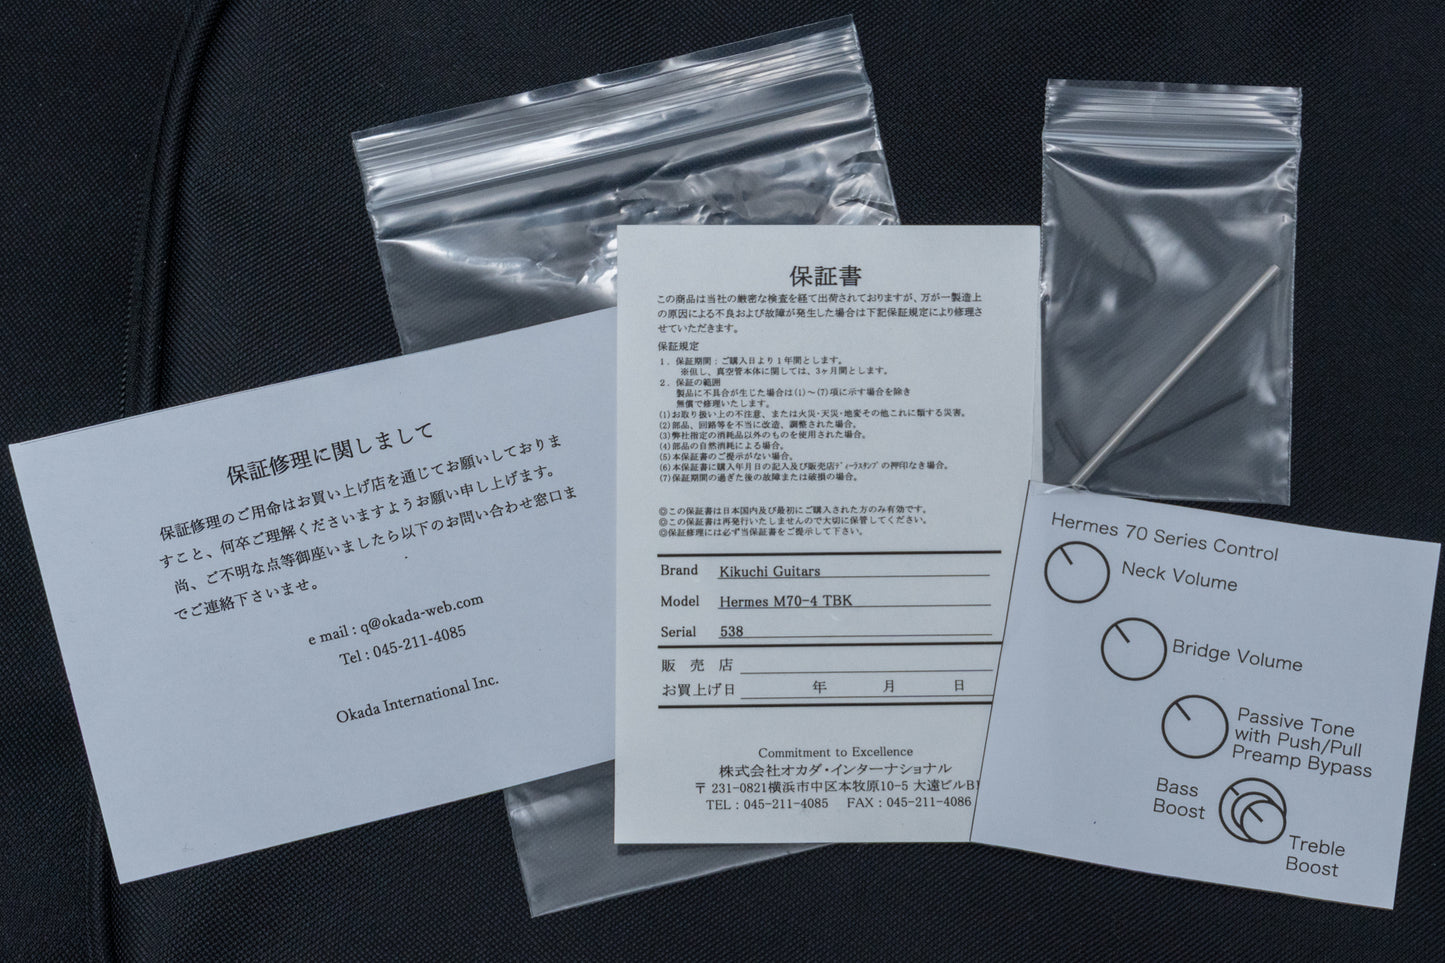 保証修理に関しまして
保証修理のご用命はお買い上げ店を通じてお願いしておりま
すこと、何卒ご理解くださいますようお願い申し上げます。
尚、ご不明な点等御座いましたら以下のお問い合わせ窓口ま
でご連絡下さいませ。
e mail : q@okada-web.com
Tel : 045-211-4085
Okada International Inc.
保証書
この商品は当社の厳密な検査を経て出荷されておりますが、万が一製造上
の原因による不良および故障が発生した場合は下記保証規定により修理さ
せていただきます。
保証規定
1．保証期間：ご購入日より１年間とします。
※但し、真空管本体に関しては、3ヶ月間とします。
2．保証の範囲
製品に不具合が生じた場合は(1)～(7)項に示す場合を除き
無償で修理いたします。
(1)お取り扱い上の不注意、または火災・天災・地変その他これに類する災害。
(2)部品、回路等を不当に改造、調整された場合。
(3)弊社指定の消耗品以外のものを使用された場合。
(4)部品の自然消耗による場合。
(5)本保証書のご提示がない場合。
(6)本保証書に購入年月日の記入及び販売店ﾃﾞｨｰﾗｽﾀﾝﾌﾟの押印なき場合。
(7)保証期間の過ぎた後の故障または破損の場合。
◎この保証書は日本国内及び最初にご購入された方のみ有効です。
◎この保証書は再発行いたしませんので大切に保管してください。
◎保証修理には必ず当保証書をご提示して下さい。
Brand Kikuchi Guitars
Model Hermes M70-4 TBK
Serial 538
販 売 店
お買上げ日 年 月 日
Commitment to Excellence
株式会社オカダ・インターナショナル
〒231-0821横浜市中区本牧原10-5 大遠ビルB1
TEL : 045-211-4085 FAX : 045-211-4086
Hermes 70 Series Control
Neck Volume
Bridge Volume
Passive Tone
with Push/Pull
Preamp Bypass
Bass
Boost
Treble
Boost